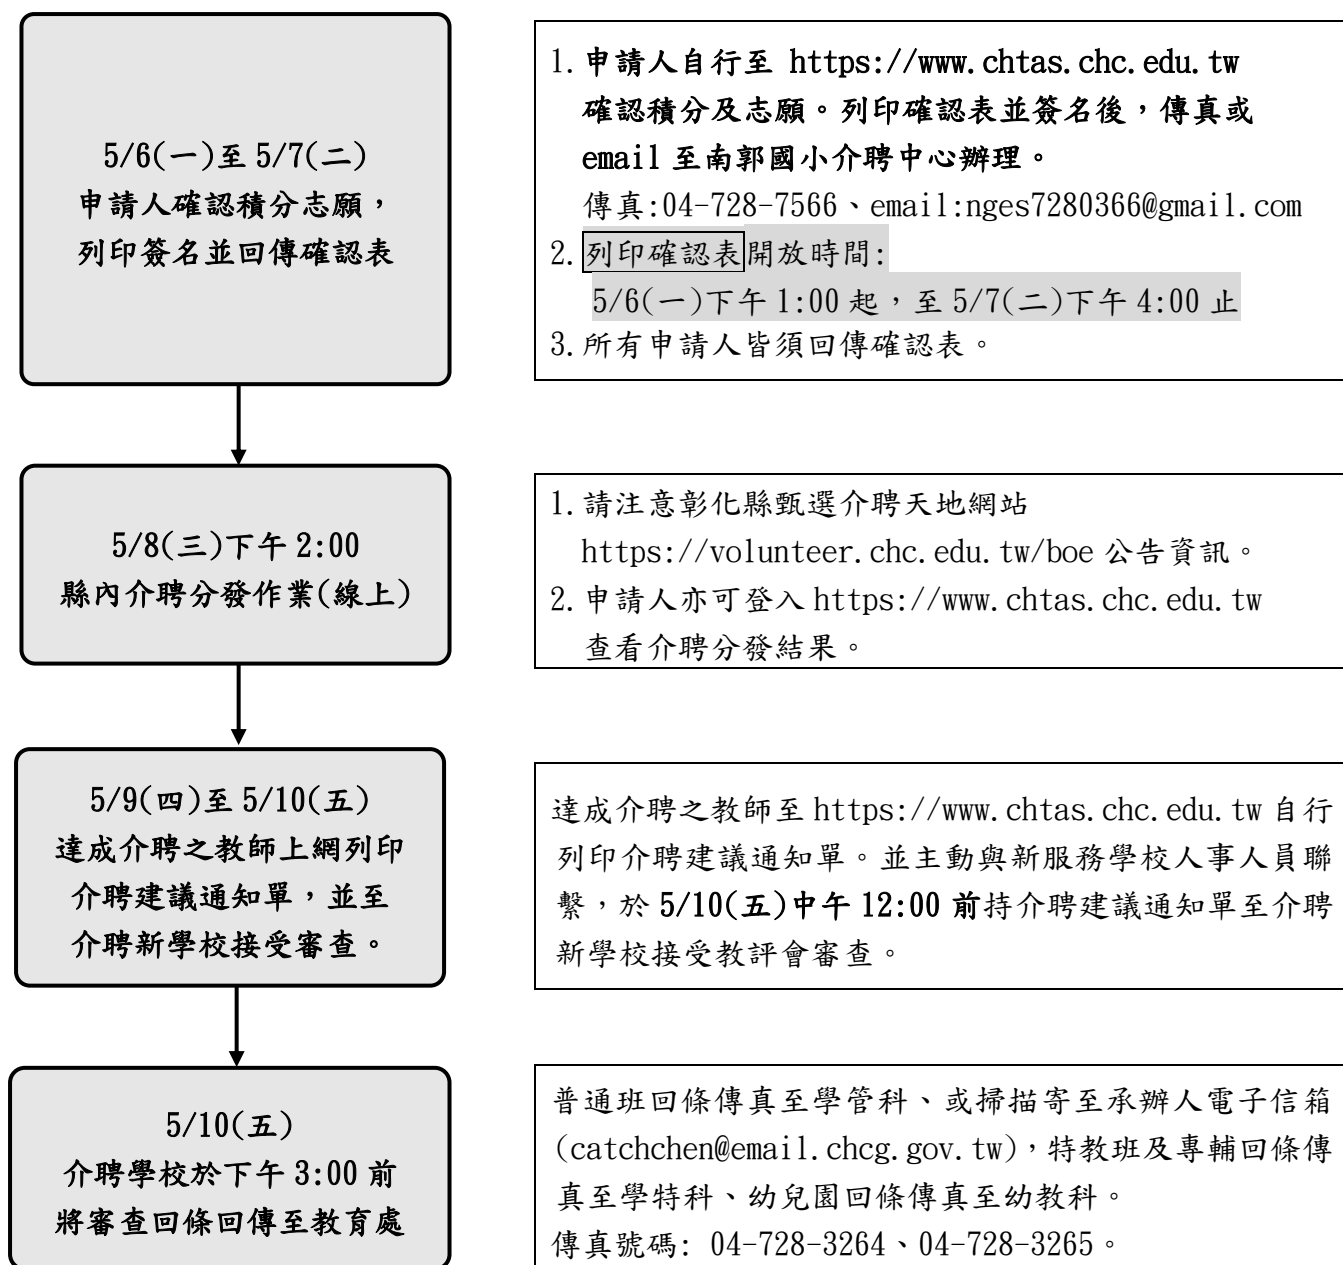 5/6(一)至 5/7(二)
申請人確認積分志願，
列印簽名並回傳確認表
1.申請人自行至 https://www.chtas.chc.edu.tw
確認積分及志願。列印確認表並簽名後，傳真或
email 至南郭國小介聘中心辦理。
傳真:04-728-7566、email:nges7280366@gmail.com
2.列印確認表開放時間:
5/6(一)下午 1:00 起，至 5/7(二)下午 4:00 止
3.所有申請人皆須回傳確認表。
5/8(三)下午 2:00
縣內介聘分發作業(線上)
1.請注意彰化縣甄選介聘天地網站
https://volunteer.chc.edu.tw/boe 公告資訊。
2.申請人亦可登入 https://www.chtas.chc.edu.tw
查看介聘分發結果。
5/9(四)至 5/10(五)
達成介聘之教師上網列印
介聘建議通知單，並至
介聘新學校接受審查。
達成介聘之教師至 https://www.chtas.chc.edu.tw 自行
列印介聘建議通知單。並主動與新服務學校人事人員聯
繫，於 5/10(五)中午 12:00 前持介聘建議通知單至介聘
新學校接受教評會審查。
5/10(五)
介聘學校於下午 3:00 前
將審查回條回傳至教育處
普通班回條傳真至學管科、或掃描寄至承辦人電子信箱
(catchchen@email.chcg.gov.tw)，特教班及專輔回條傳
真至學特科、幼兒園回條傳真至幼教科。
傳真號碼: 04-728-3264、04-728-3265。